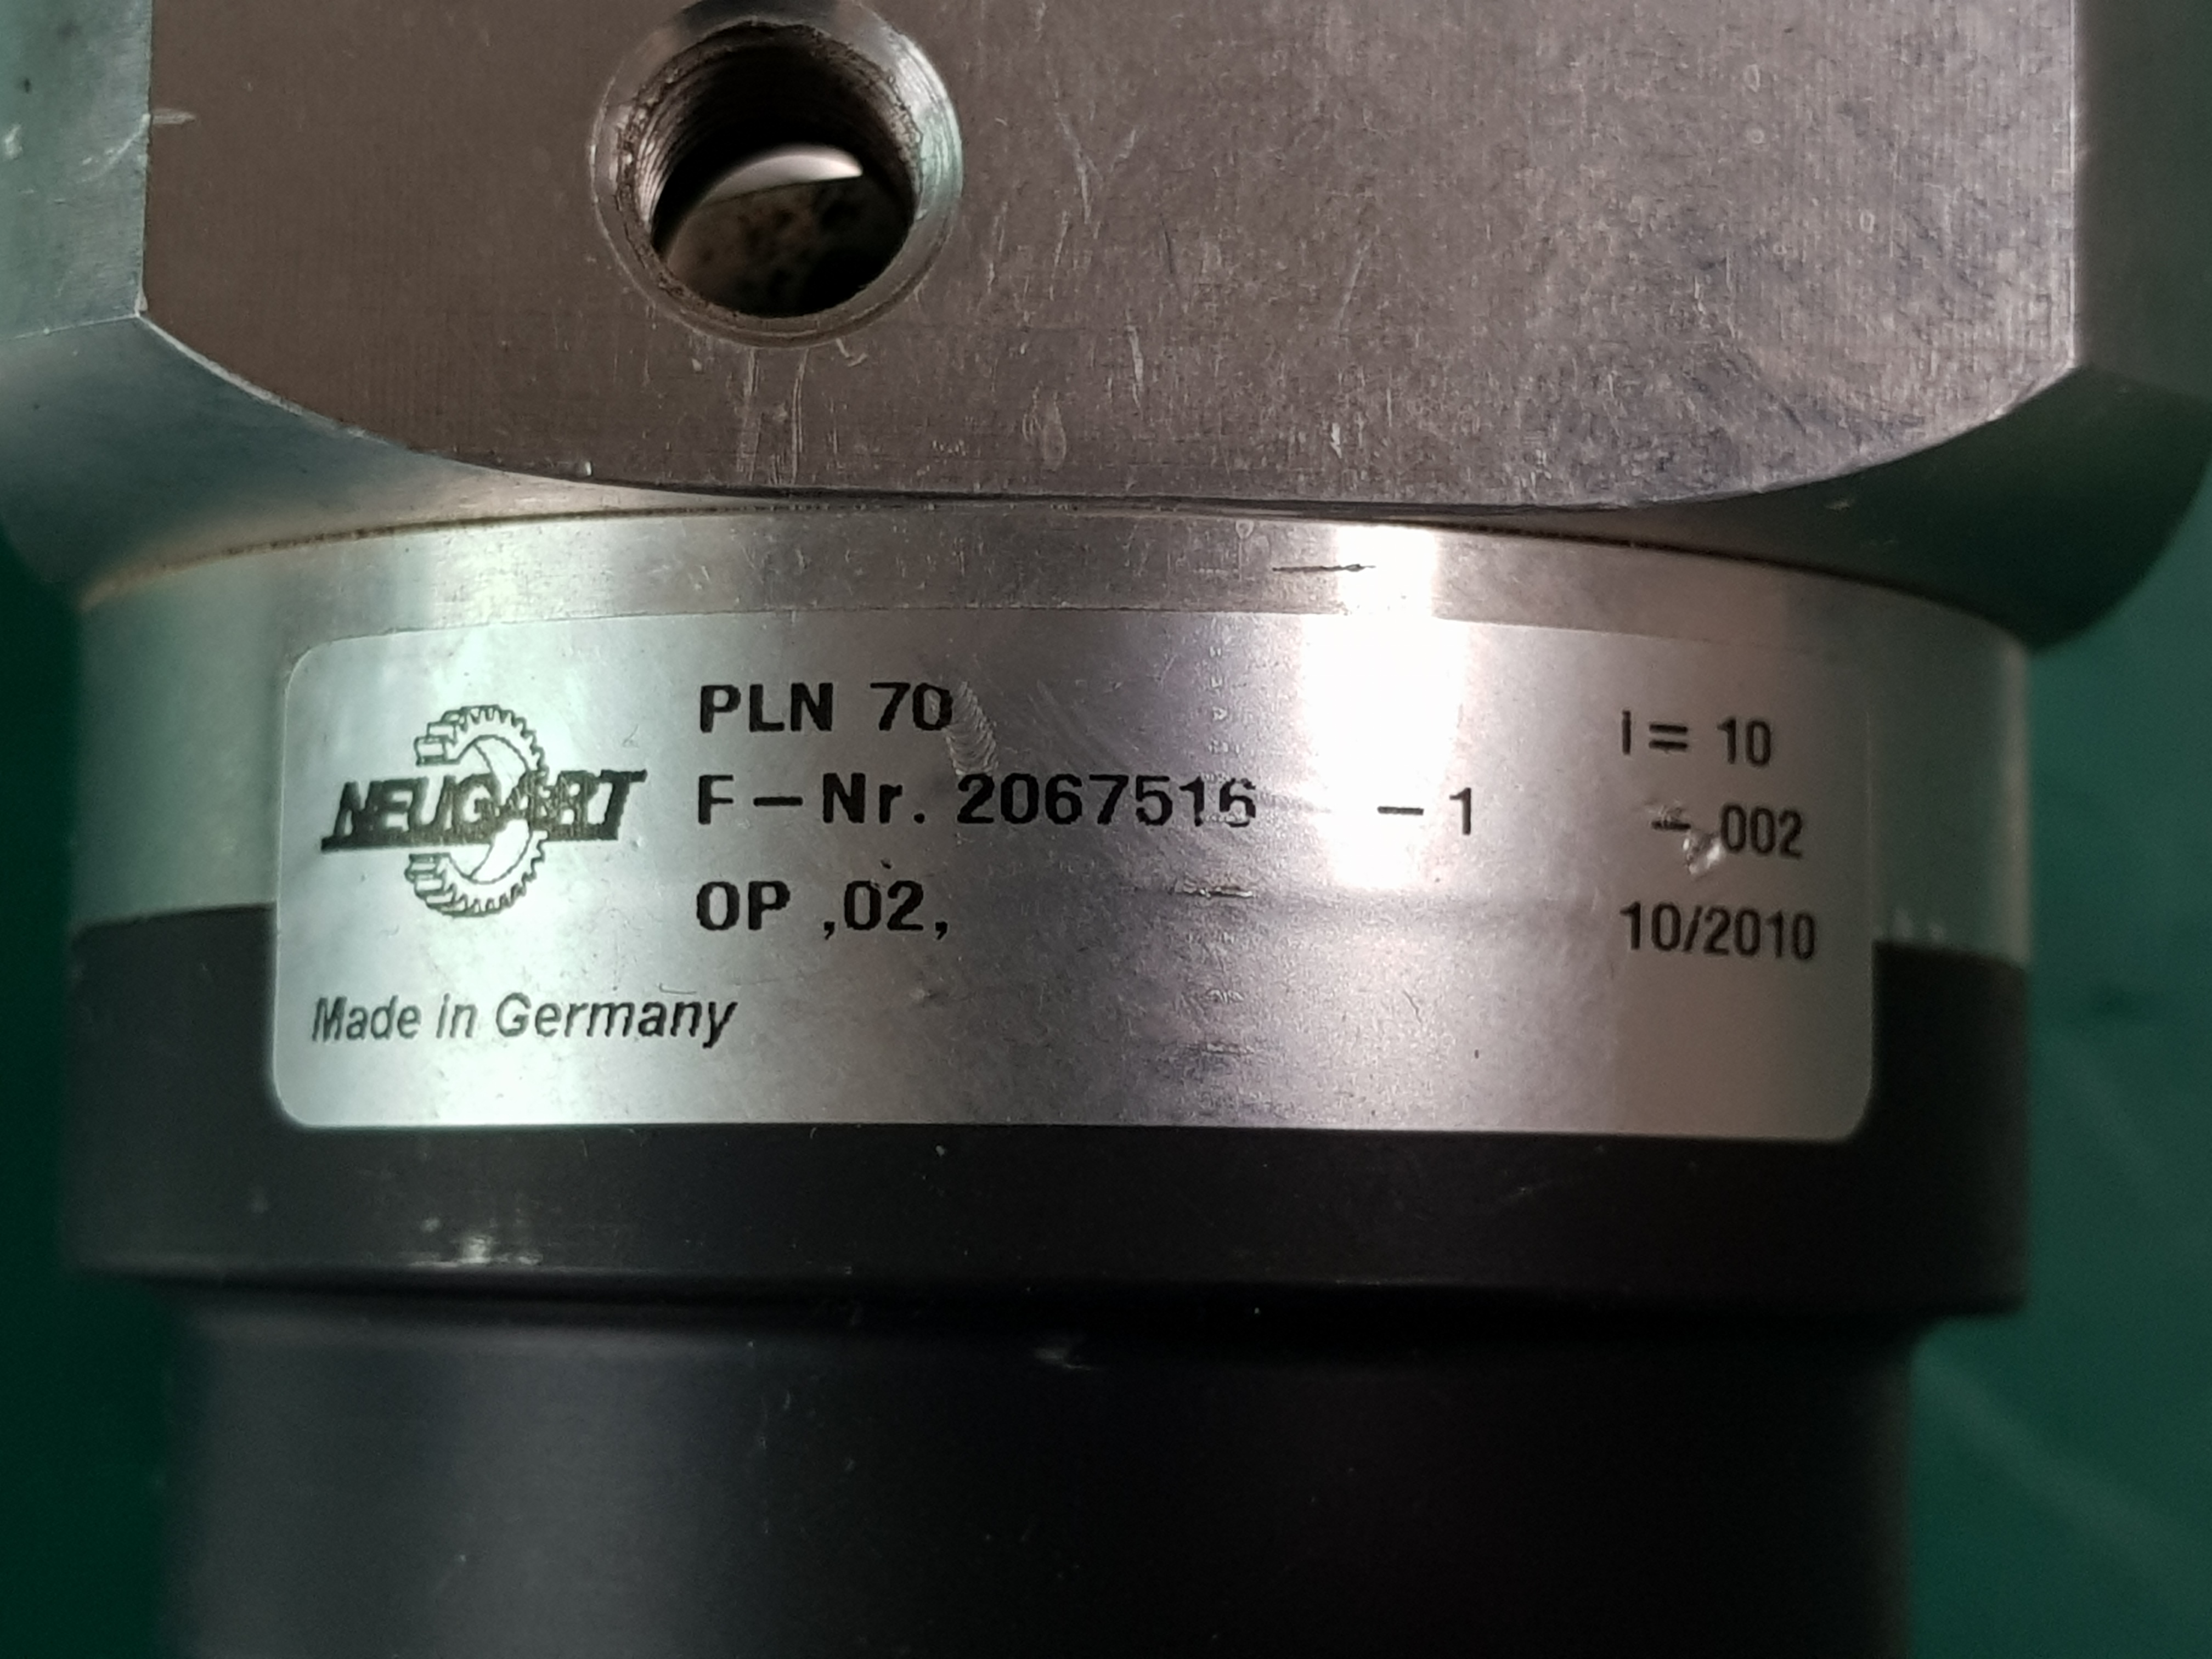 NEUGART
PLN 70 i = 10
F-Nr. 2067516 -1 - 002
OP ,02, 10/2010
Made in Germany